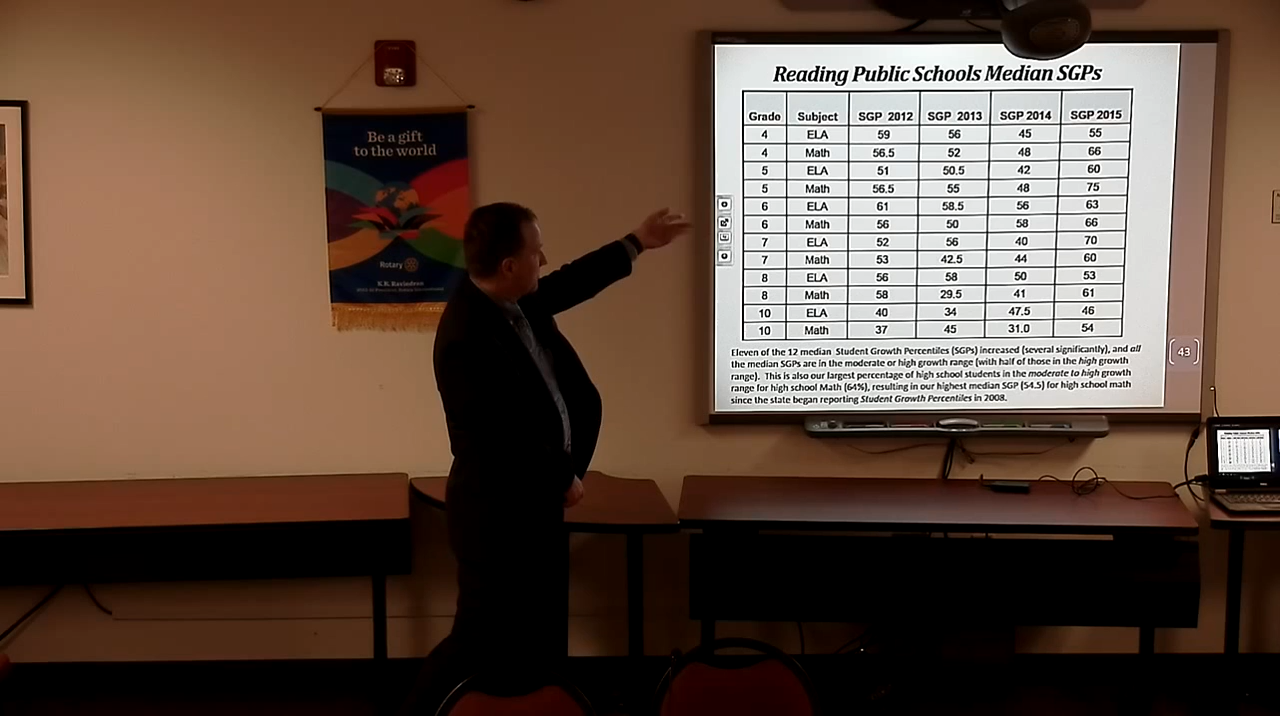 Be a gift
to the world
Rotary
K.R. Ravindran
Reading Public Schools Median SGPs
Grade Subject SGP 2012 SGP 2013 SGP 2014 SGP 2015
4 ELA 59 56 45 55
4 Math 56.5 52 48 66
5 ELA 51 50.5 42 60
5 Math 56.5 55 48 75
6 ELA 61 58.5 56 63
6 Math 56 50 58 66
7 ELA 52 56 40 70
7 Math 53 42.5 44 60
8 ELA 56 58 50 53
8 Math 58 29.5 41 61
10 ELA 40 34 47.5 46
10 Math 37 45 31.0 54
Eleven of the 12 median Student Growth Percentiles (SGPs) increased (several significantly), and all
the median SGPs are in the moderate or high growth range (with half of those in the high growth
range). This is also our largest percentage of high school students in the moderate to high growth
range for high school Math (64%), resulting in our highest median SGP (54.5) for high school math
since the state began reporting Student Growth Percentiles in 2008.
43